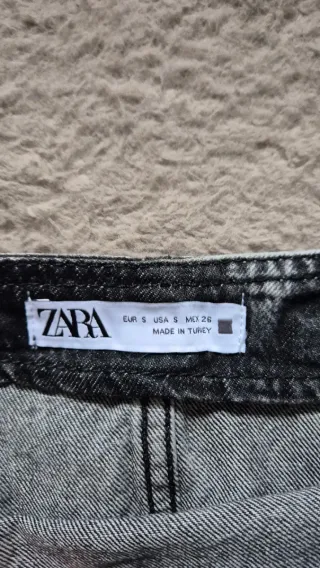 ZARA
EUR S USA S MEX 26
MADE IN TURKEY